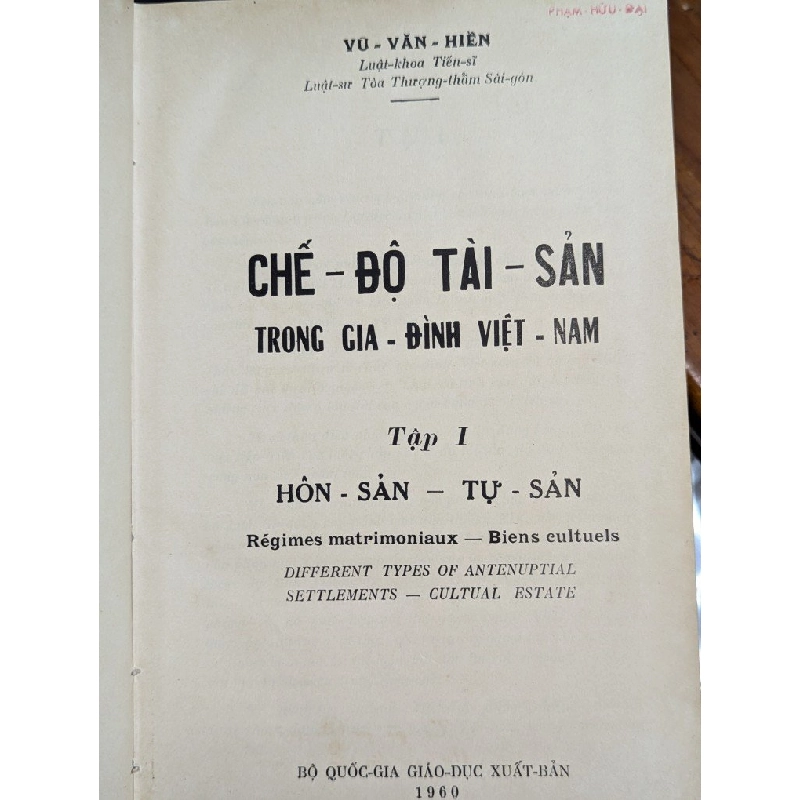 PHẠM HỮU ĐẠI
VŨ - VĂN - HIỀN
Luật-khoa Tiến-sĩ
Luật-sư Tòa Thượng-thẩm Sài-gòn
CHẾ - ĐỘ TÀI - SẢN
TRONG GIA - ĐÌNH VIỆT - NAM
Tập I
HÔN - SẢN — TỰ - SẢN
Régimes matrimoniaux — Biens cultuels
DIFFERENT TYPES OF ANTENUPTIAL
SETTLEMENTS — CULTUAL ESTATE
BỘ QUỐC-GIA GIÁO-DỤC XUẤT-BẢN
1960